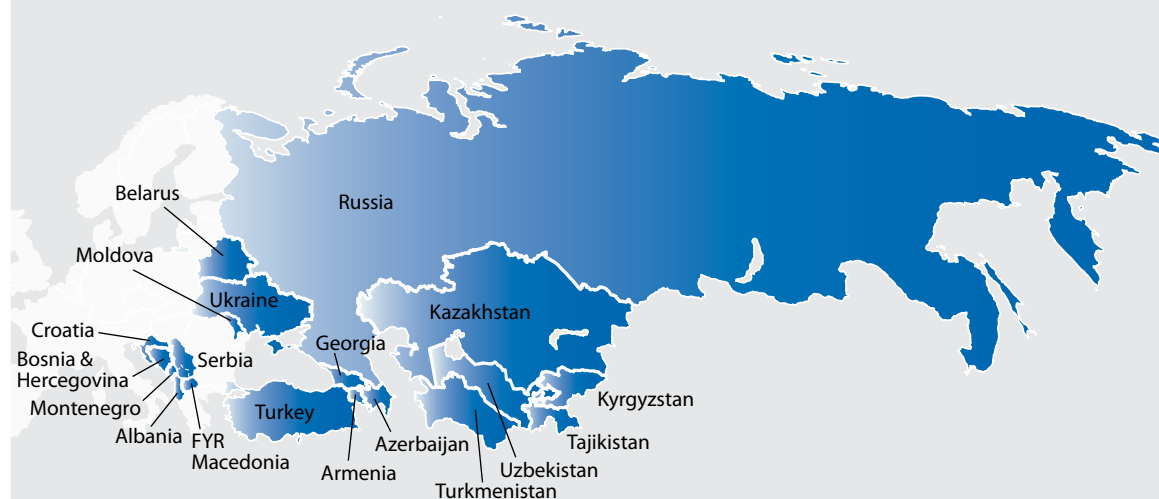 Belarus
Russia
Moldova
Ukraine
Kazakhstan
Croatia
Georgia
Bosnia &
Hercegovina
Serbia
Montenegro
Kyrgyzstan
Turkey
Albania
FYR
Macedonia
Azerbaijan
Tajikistan
Armenia
Uzbekistan
Turkmenistan